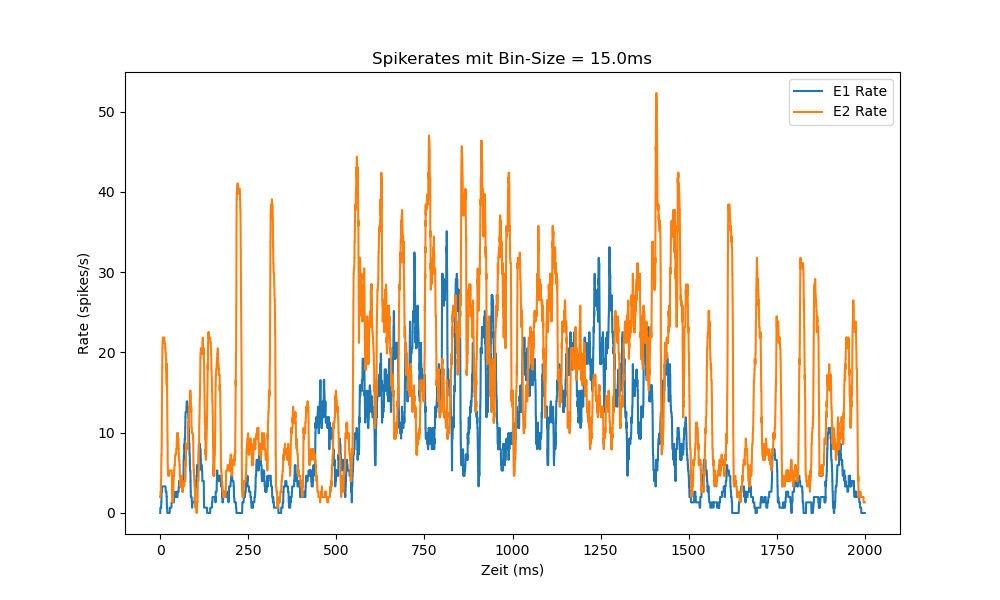 Spikerates mit Bin-Size = 15.0ms
E1 Rate
E2 Rate
Rate (spikes/s)
50
40
30
20
10
0
0 250 500 750 1000 1250 1500 1750 2000
Zeit (ms)